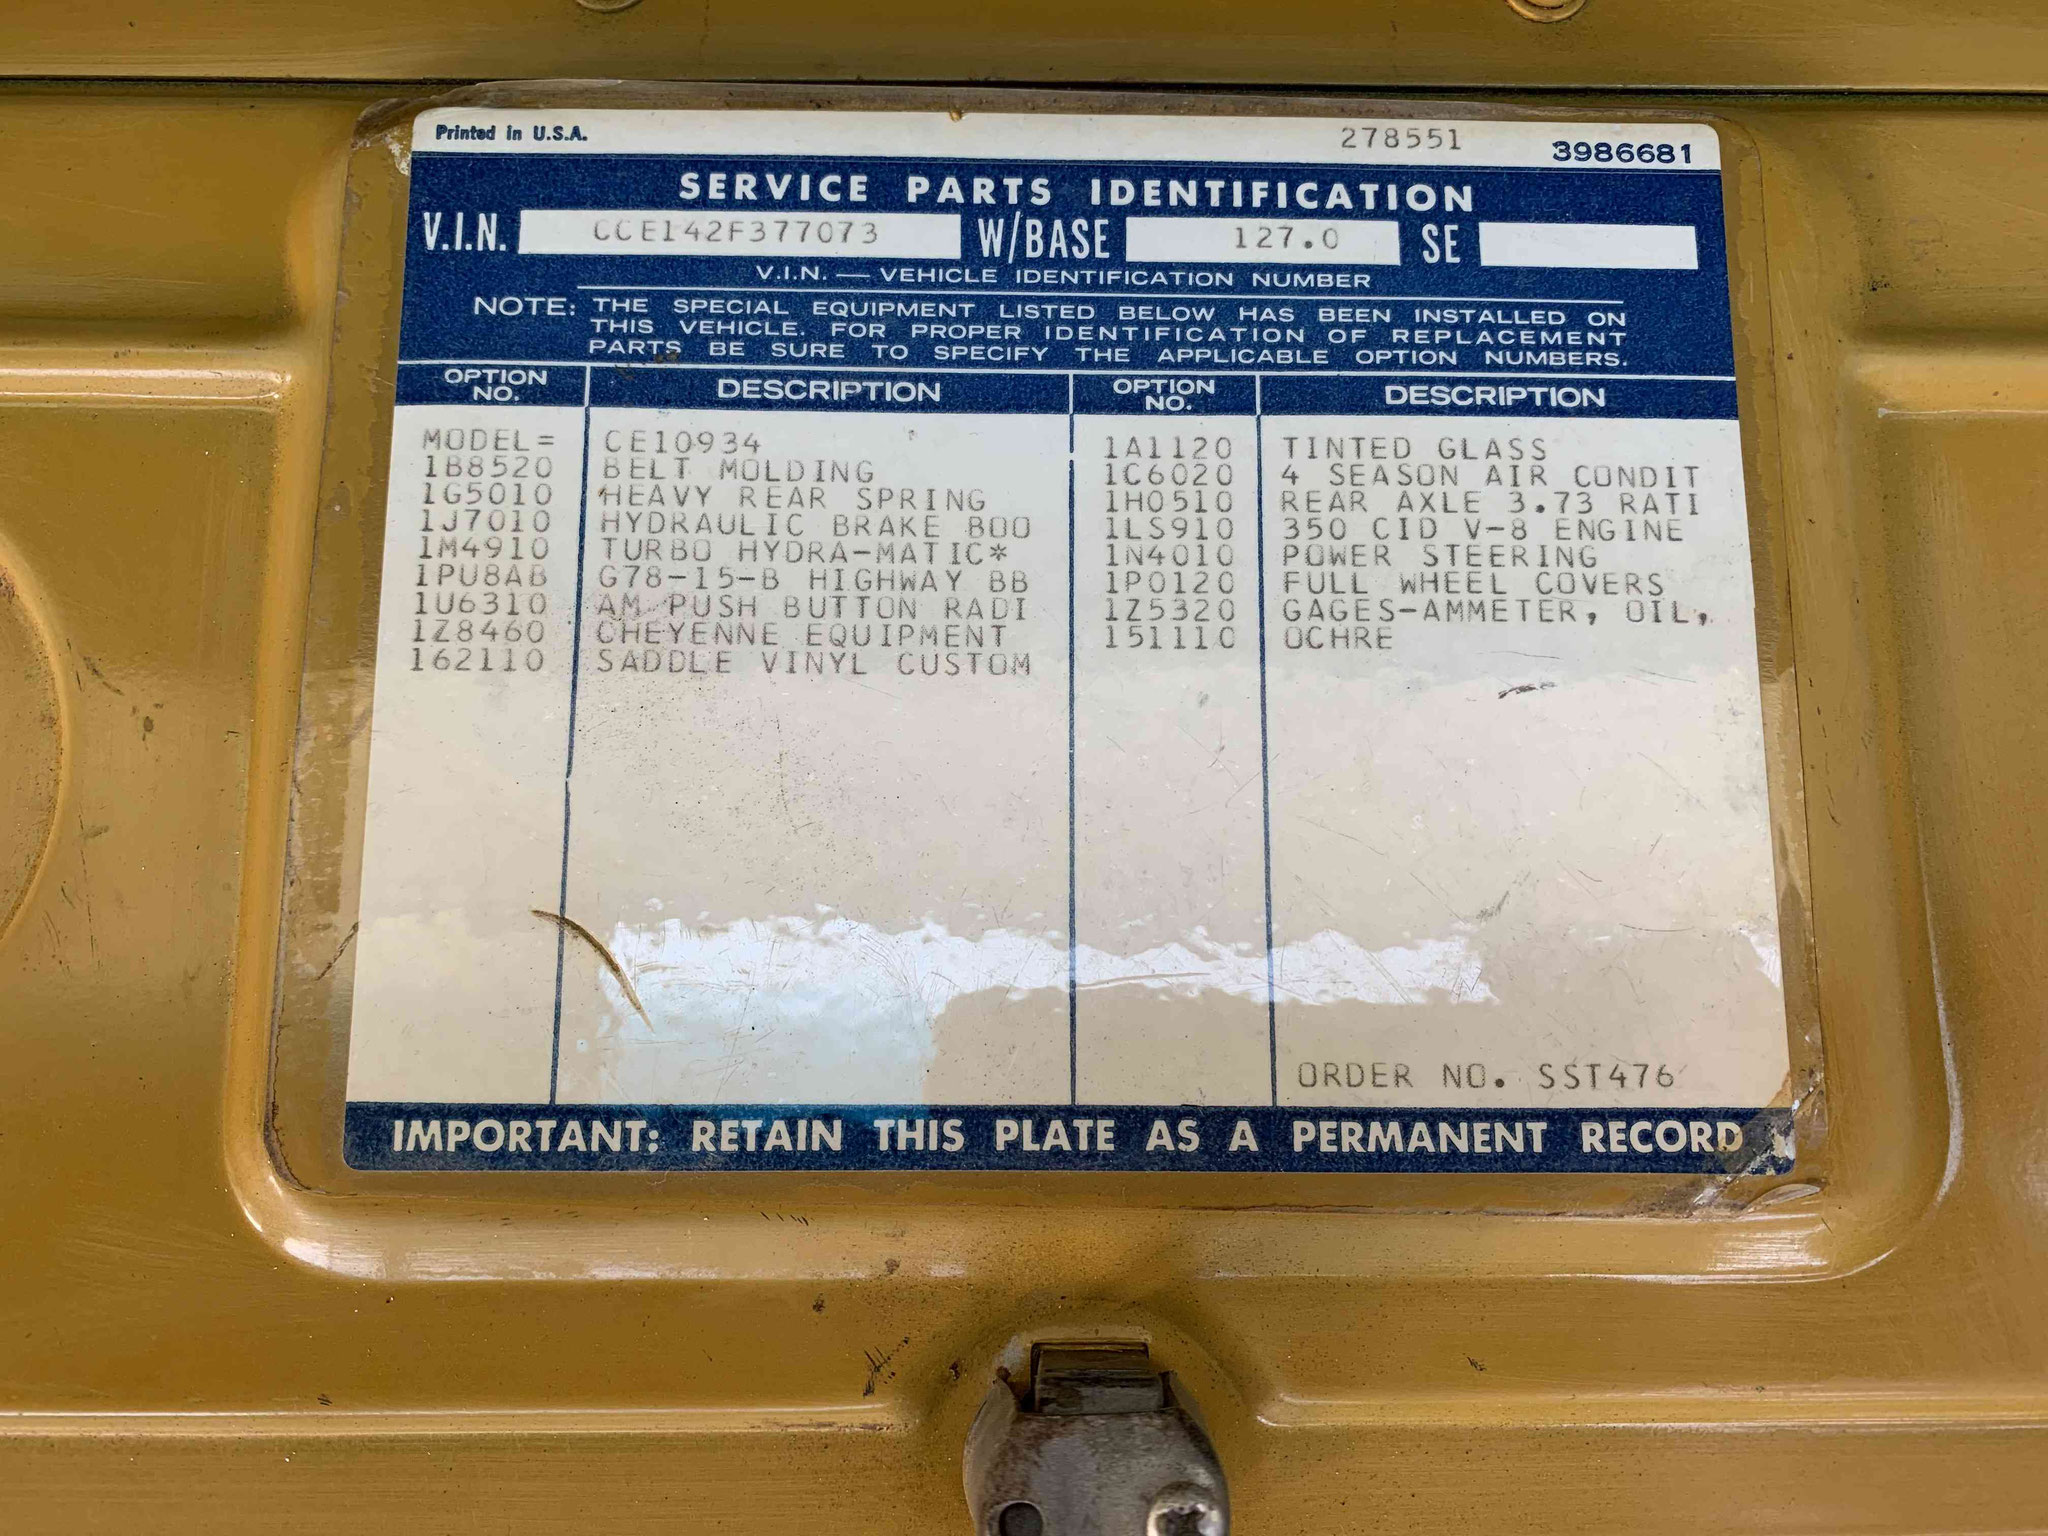 Printed in U.S.A. 278551 3986681
SERVICE PARTS IDENTIFICATION
V.I.N. CCE142F377073 W/BASE 127.0 SE
V.I.N. — VEHICLE IDENTIFICATION NUMBER
NOTE: THE SPECIAL EQUIPMENT LISTED BELOW HAS BEEN INSTALLED ON
THIS VEHICLE. FOR PROPER IDENTIFICATION OF REPLACEMENT
PARTS BE SURE TO SPECIFY THE APPLICABLE OPTION NUMBERS.
OPTION NO. DESCRIPTION OPTION NO. DESCRIPTION
MODEL= CE10934 1A1120 TINTED GLASS
1B8520 BELT MOLDING 1C6020 4 SEASON AIR CONDIT
1G5010 HEAVY REAR SPRING 1H0510 REAR AXLE 3.73 RATI
1J7010 HYDRAULIC BRAKE BOO 1LS910 350 CID V-8 ENGINE
1M4910 TURBO HYDRA-MATIC* 1N4010 POWER STEERING
1PU8AB G78-15-B HIGHWAY BB 1P0120 FULL WHEEL COVERS
1U6310 AM PUSH BUTTON RADI 1Z5320 GAGES-AMMETER, OIL,
1Z8460 CHEYENNE EQUIPMENT 151110 OCHRE
162110 SADDLE VINYL CUSTOM
ORDER NO. SST476
IMPORTANT: RETAIN THIS PLATE AS A PERMANENT RECORD